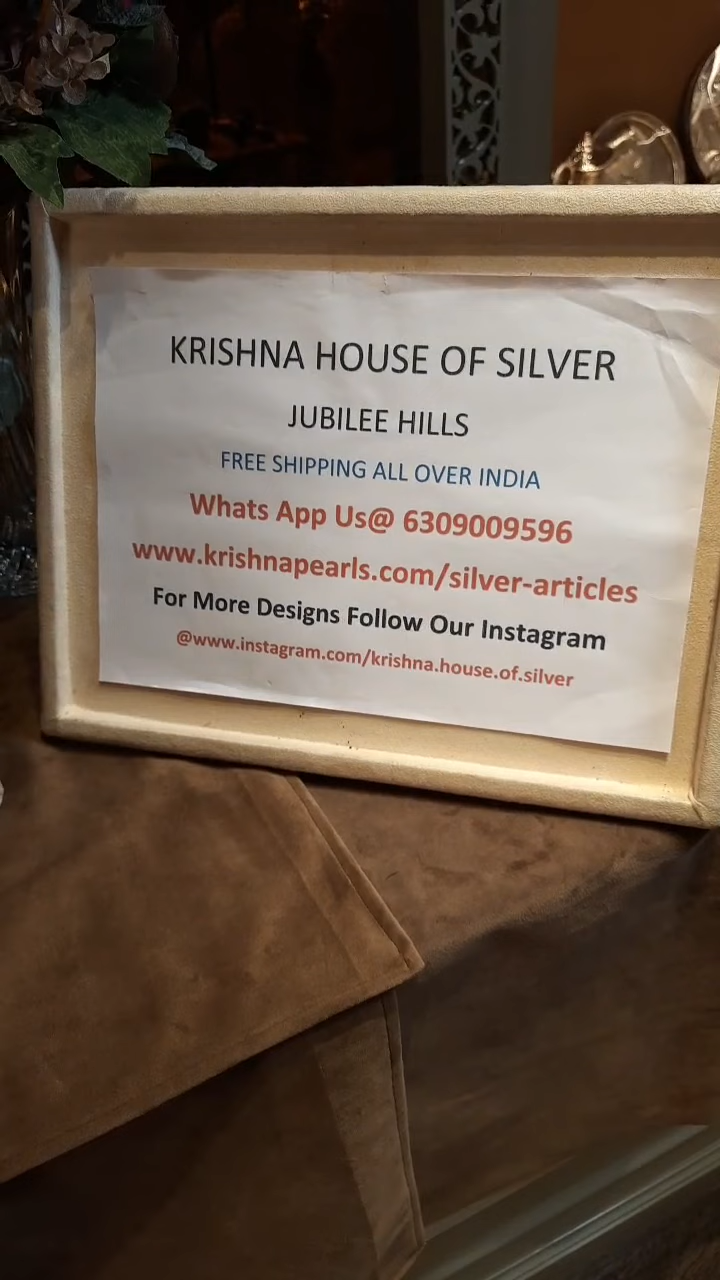 KRISHNA HOUSE OF SILVER
JUBILEE HILLS
FREE SHIPPING ALL OVER INDIA
Whats App Us@ 6309009596
www.krishnapearls.com/silver-articles
For More Designs Follow Our Instagram
@www.instagram.com/krishna.house.of.silver